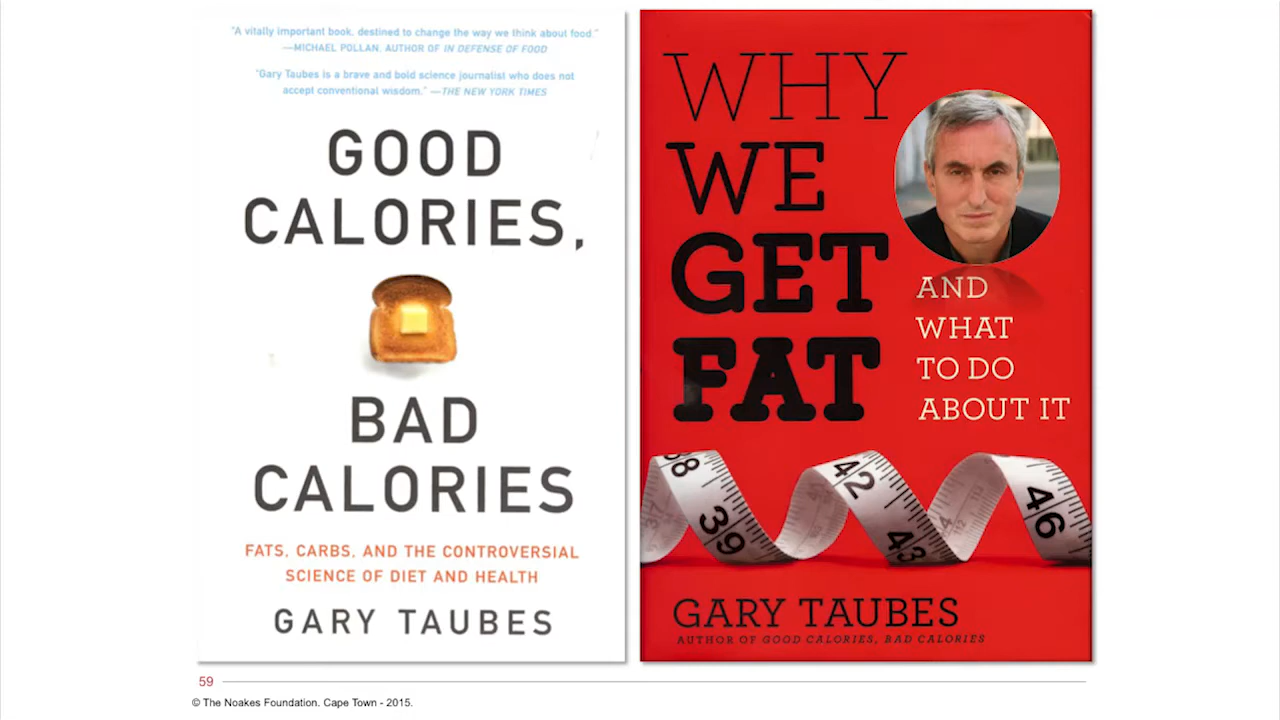 "A vitally important book, destined to change the way we think about food."
—MICHAEL POLLAN, AUTHOR OF IN DEFENSE OF FOOD
"Gary Taubes is a brave and bold science journalist who does not
accept conventional wisdom." —THE NEW YORK TIMES
GOOD
CALORIES,
BAD
CALORIES
FATS, CARBS, AND THE CONTROVERSIAL
SCIENCE OF DIET AND HEALTH
GARY TAUBES
WHY
WE
GET
FAT
AND
WHAT
TO DO
ABOUT IT
38
39
42
43
46
GARY TAUBES
AUTHOR OF GOOD CALORIES, BAD CALORIES
59
© The Noakes Foundation. Cape Town - 2015.